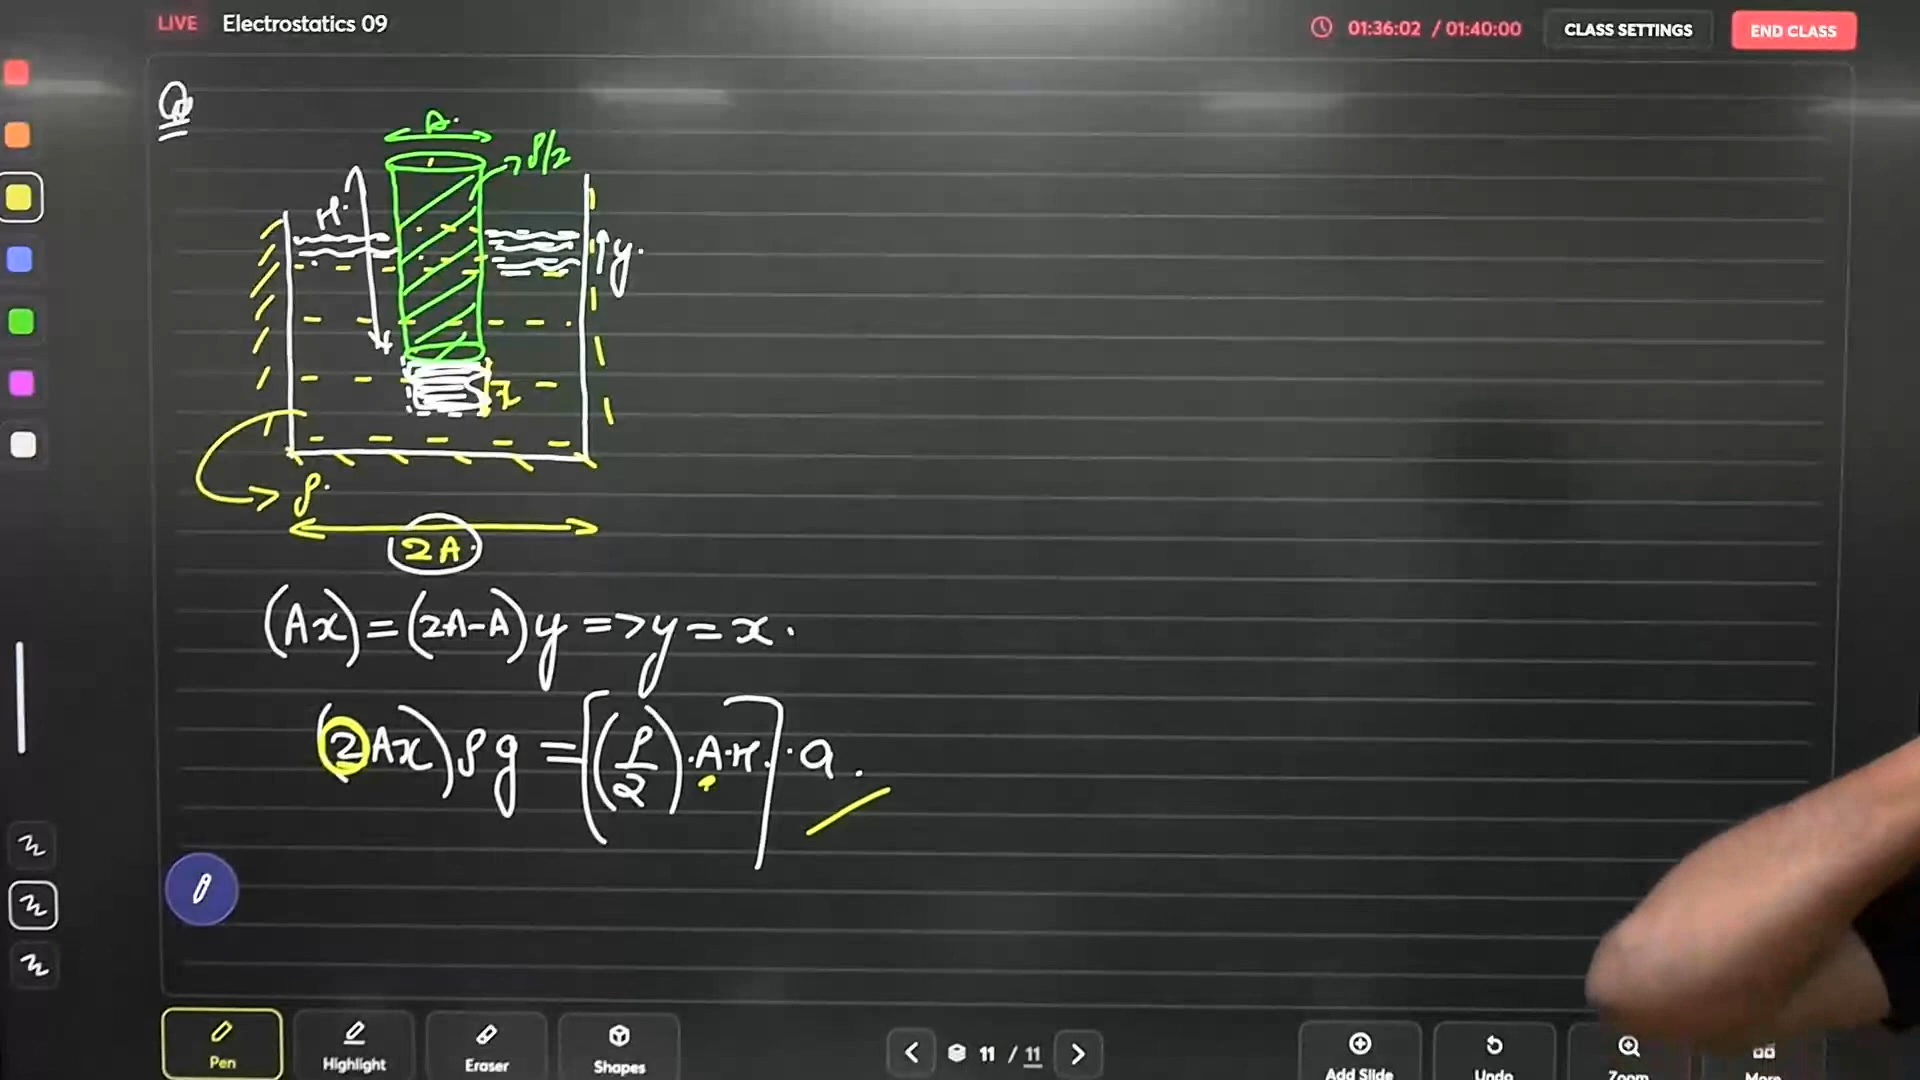 LIVE Electrostatics 09 01:36:02 / 01:40:00 CLASS SETTINGS END CLASS
Q
A.
ρ/2
H.
y.
x
ρ.
2A.
(Ax) = (2A-A)y => y = x.
(2Ax)ρg = [(ρ/2).A.H.].a.
Pen Highlight Eraser Shapes < 11 / 11 > Add Slide Undo Zoom More